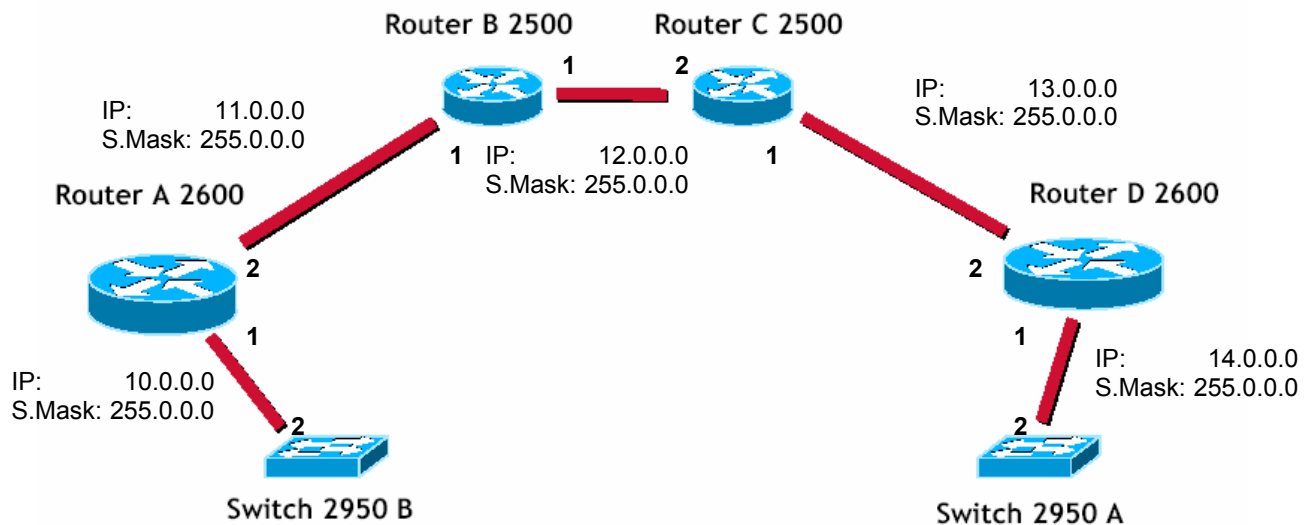 Router B 2500
Router C 2500
1
2
IP: 11.0.0.0
S.Mask: 255.0.0.0
IP: 13.0.0.0
S.Mask: 255.0.0.0
1
IP: 12.0.0.0
S.Mask: 255.0.0.0
1
Router A 2600
Router D 2600
2
2
1
1
IP: 10.0.0.0
S.Mask: 255.0.0.0
IP: 14.0.0.0
S.Mask: 255.0.0.0
2
2
Switch 2950 B
Switch 2950 A